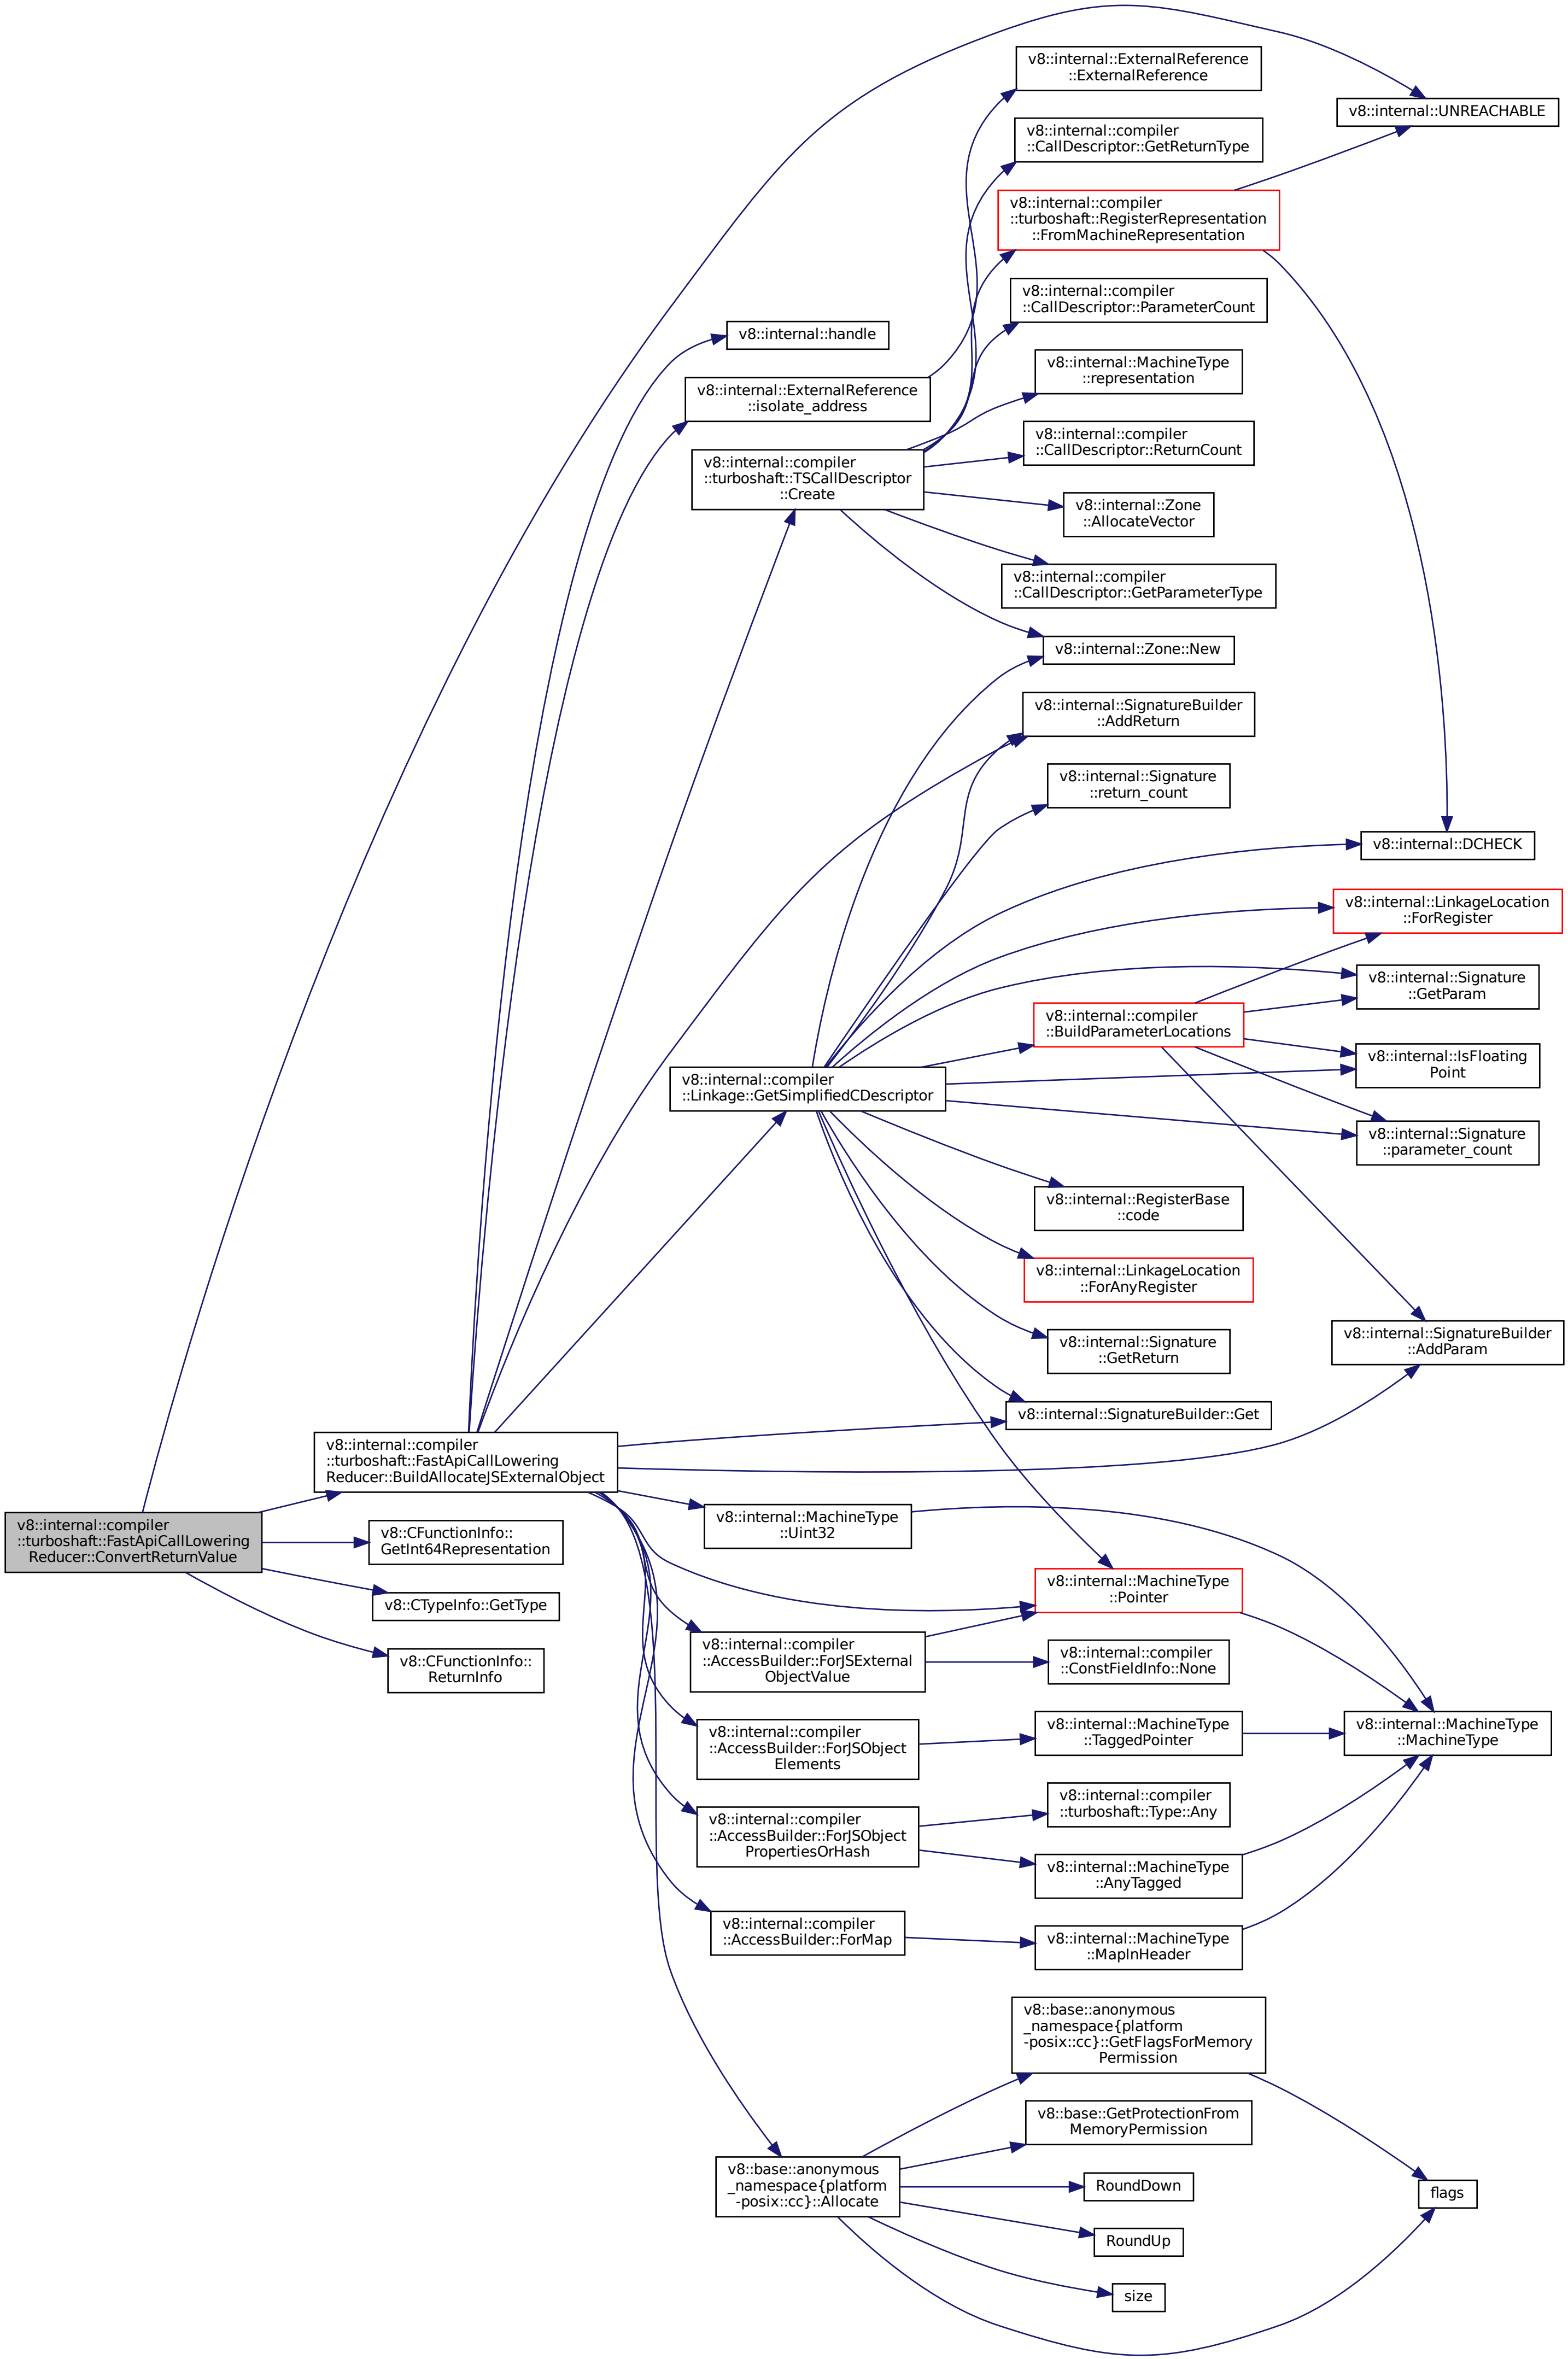 v8::internal::ExternalReference
::ExternalReference
v8::internal::UNREACHABLE
v8::internal::compiler
::CallDescriptor::GetReturnType
v8::internal::compiler
::turboshaft::RegisterRepresentation
::FromMachineRepresentation
v8::internal::compiler
::CallDescriptor::ParameterCount
v8::internal::handle
v8::internal::MachineType
::representation
v8::internal::ExternalReference
::isolate_address
v8::internal::compiler
::CallDescriptor::ReturnCount
v8::internal::compiler
::turboshaft::TSCallDescriptor
::Create
v8::internal::Zone
::AllocateVector
v8::internal::compiler
::CallDescriptor::GetParameterType
v8::internal::Zone::New
v8::internal::SignatureBuilder
::AddReturn
v8::internal::Signature
::return_count
v8::internal::DCHECK
v8::internal::LinkageLocation
::ForRegister
v8::internal::Signature
::GetParam
v8::internal::compiler
::BuildParameterLocations
v8::internal::IsFloating
Point
v8::internal::compiler
::Linkage::GetSimplifiedCDescriptor
v8::internal::Signature
::parameter_count
v8::internal::RegisterBase
::code
v8::internal::LinkageLocation
::ForAnyRegister
v8::internal::Signature
::GetReturn
v8::internal::SignatureBuilder
::AddParam
v8::internal::SignatureBuilder::Get
v8::internal::compiler
::turboshaft::FastApiCallLowering
Reducer::BuildAllocateJSExternalObject
v8::internal::MachineType
::Uint32
v8::internal::compiler
::turboshaft::FastApiCallLowering
Reducer::ConvertReturnValue
v8::CFunctionInfo::
GetInt64Representation
v8::CTypeInfo::GetType
v8::CFunctionInfo::
ReturnInfo
v8::internal::MachineType
::Pointer
v8::internal::compiler
::AccessBuilder::ForJSExternal
ObjectValue
v8::internal::compiler
::ConstFieldInfo::None
v8::internal::compiler
::AccessBuilder::ForJSObject
Elements
v8::internal::MachineType
::TaggedPointer
v8::internal::MachineType
::MachineType
v8::internal::compiler
::AccessBuilder::ForJSObject
PropertiesOrHash
v8::internal::compiler
::turboshaft::Type::Any
v8::internal::MachineType
::AnyTagged
v8::internal::compiler
::AccessBuilder::ForMap
v8::internal::MachineType
::MapInHeader
v8::base::anonymous
_namespace{platform
-posix::cc}::GetFlagsForMemory
Permission
v8::base::GetProtectionFrom
MemoryPermission
v8::base::anonymous
_namespace{platform
-posix::cc}::Allocate
RoundDown
flags
RoundUp
size